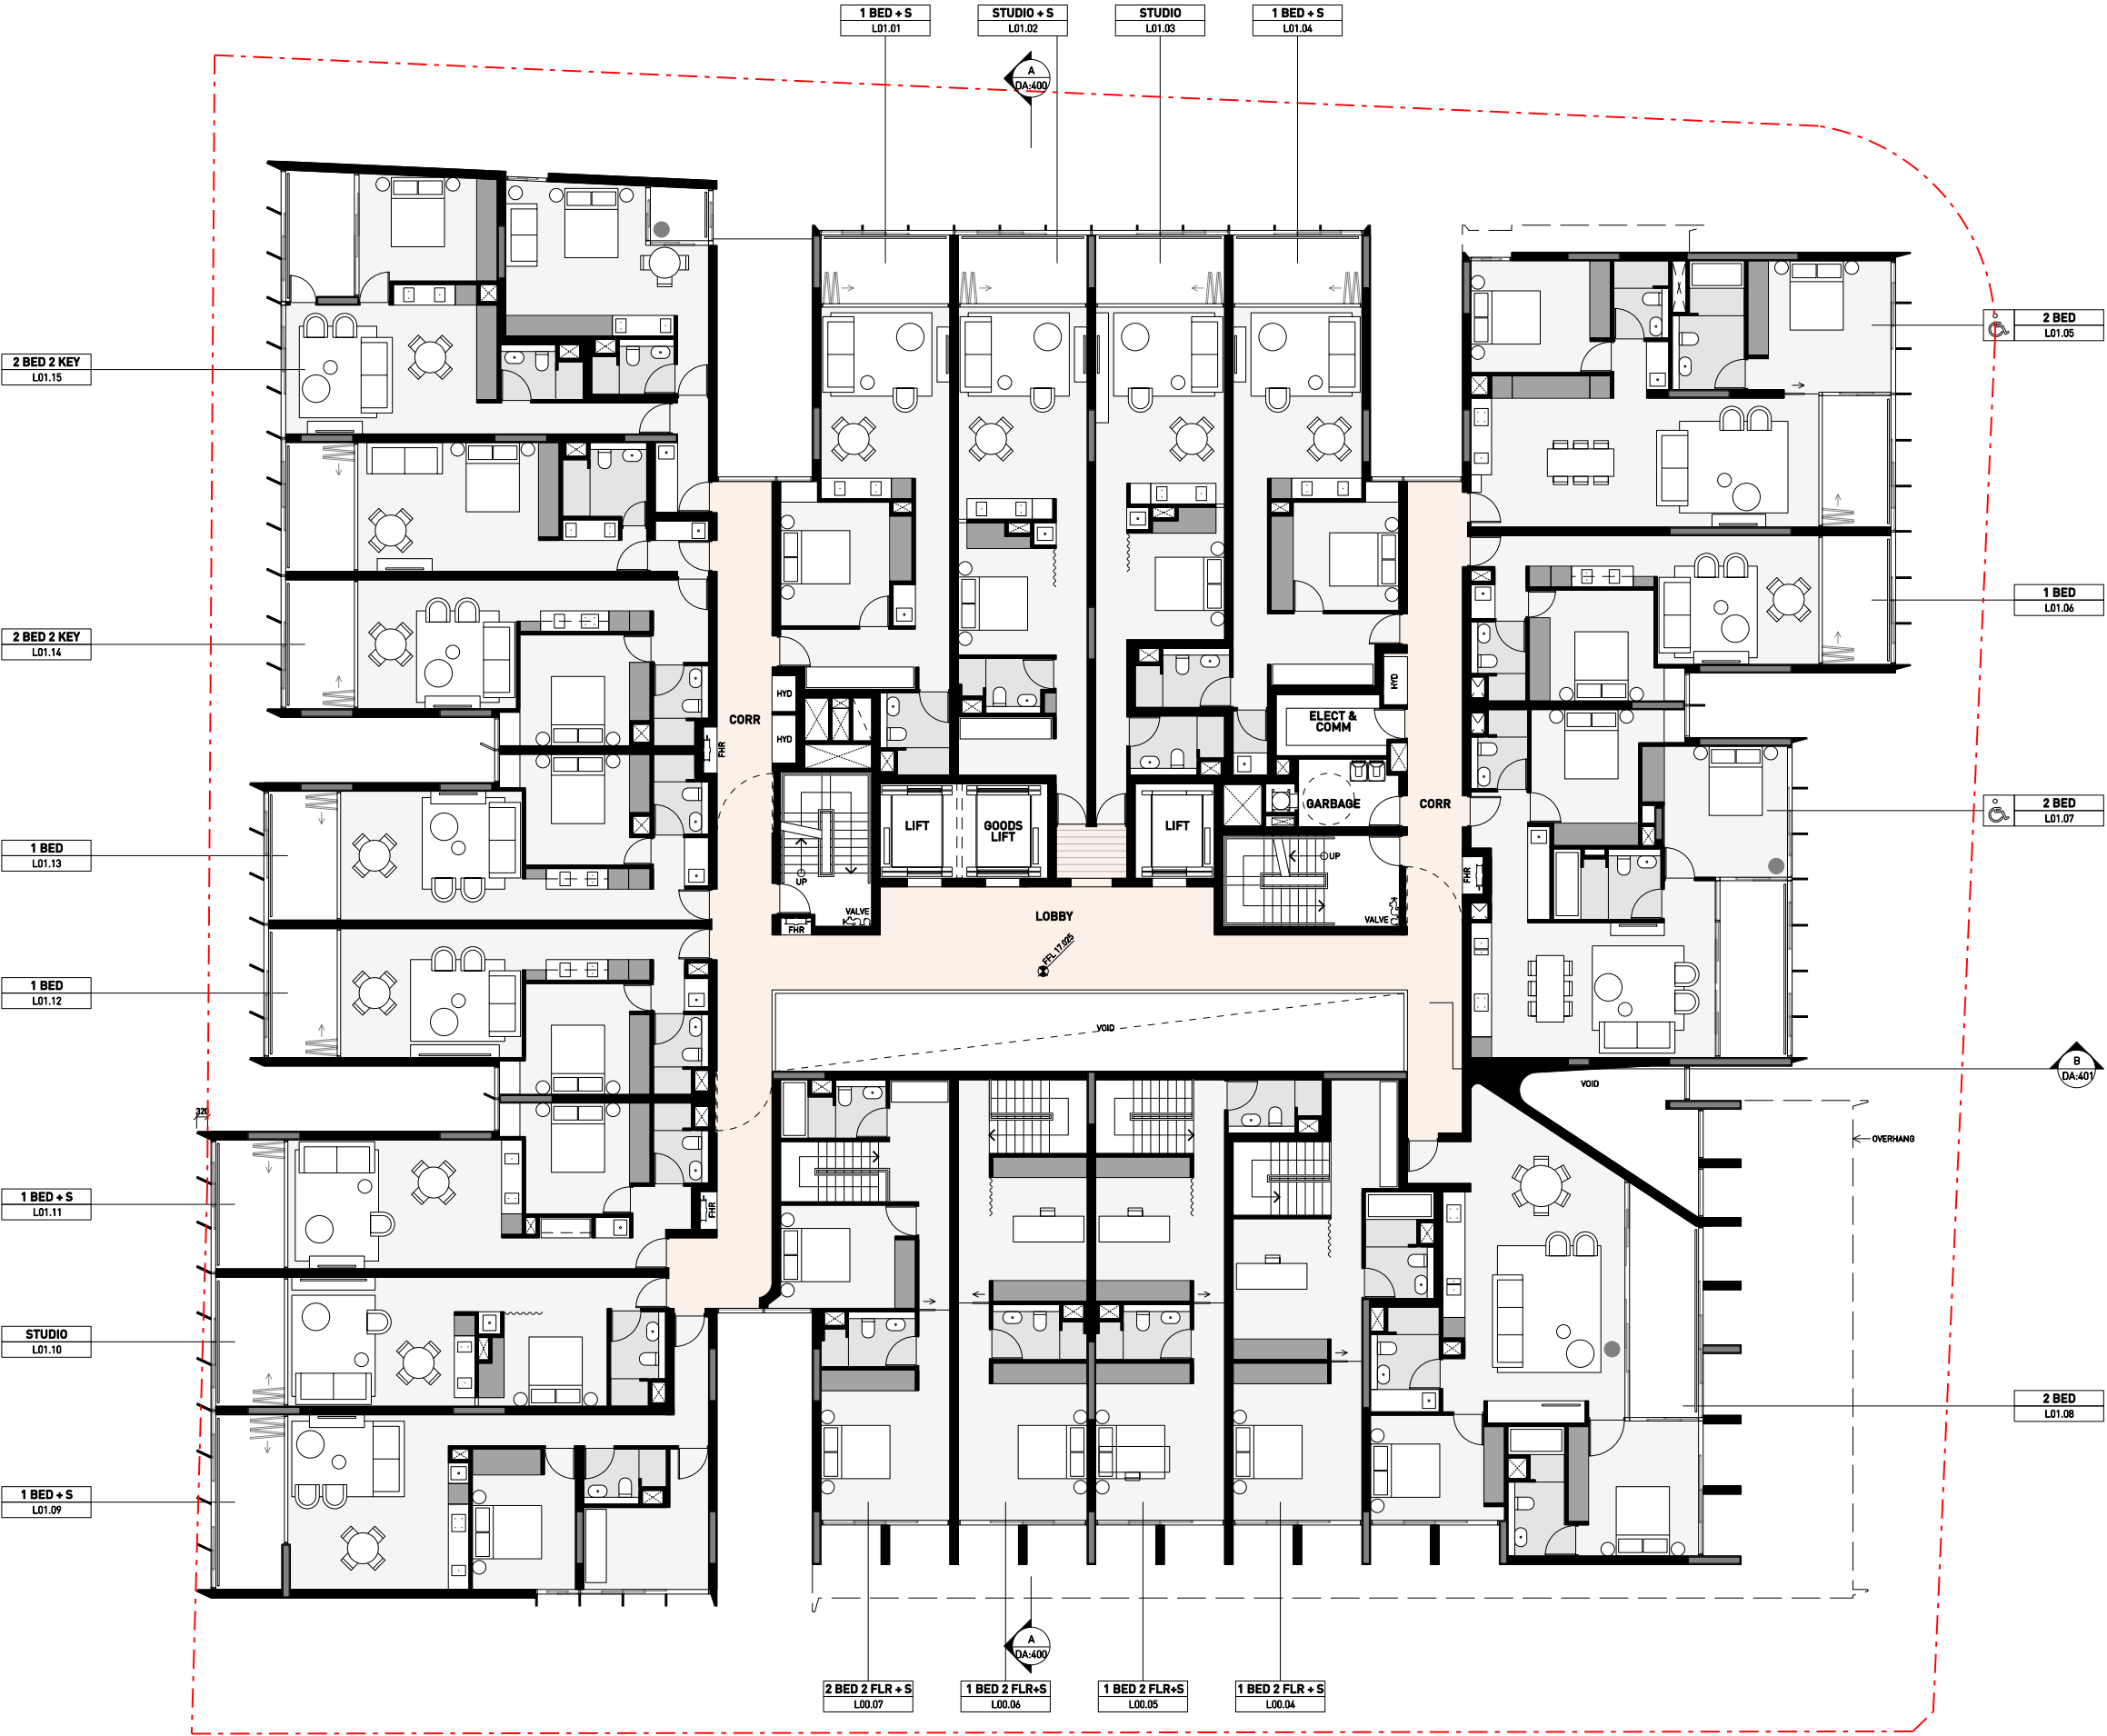 1 BED + S
L01.01
STUDIO + S
L01.02
STUDIO
L01.03
1 BED + S
L01.04
A
DA:400
2 BED
L01.05
2 BED 2 KEY
L01.15
1 BED
L01.06
2 BED 2 KEY
L01.14
HYD
HYD
HYD
CORR
FHR
ELECT &
COMM
2 BED
L01.07
LIFT
GOODS
LIFT
LIFT
GARBAGE
CORR
1 BED
L01.13
UP
UP
FHR
VALVE
FHR
VALVE
LOBBY
FFL 17.025
1 BED
L01.12
VOID
B
DA:401
VOID
320
OVERHANG
1 BED + S
L01.11
FHR
STUDIO
L01.10
2 BED
L01.08
1 BED + S
L01.09
A
DA:400
2 BED 2 FLR + S
L00.07
1 BED 2 FLR+S
L00.06
1 BED 2 FLR+S
L00.05
1 BED 2 FLR + S
L00.04